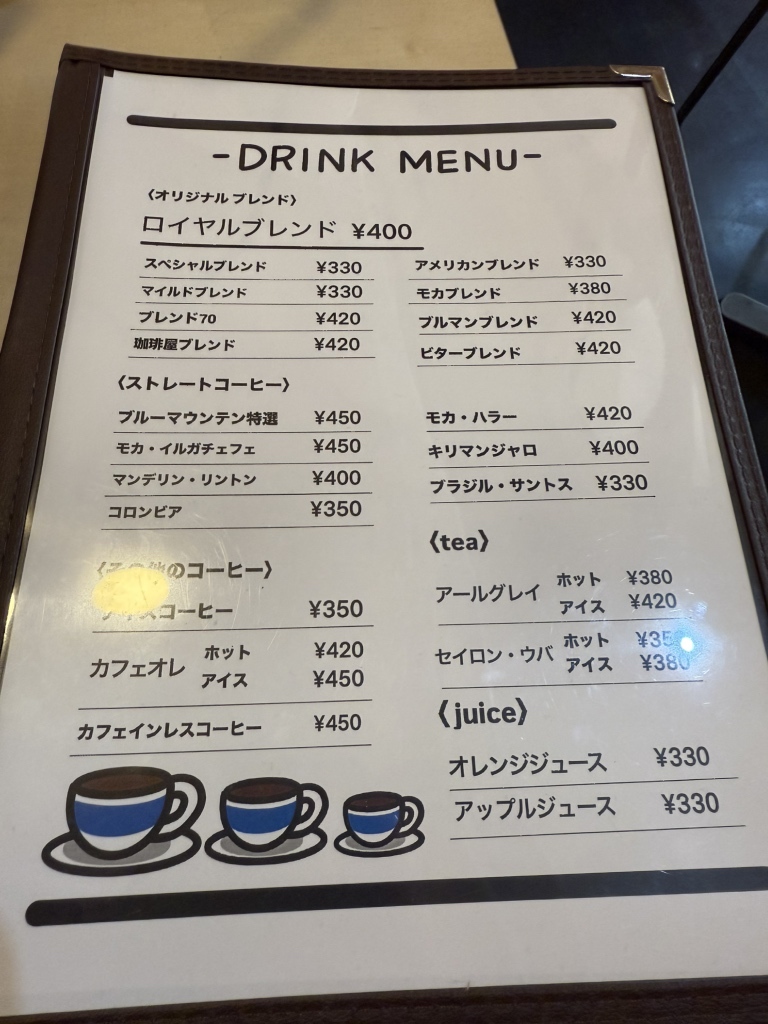 -DRINK MENU-
〈オリジナル ブレンド〉
ロイヤルブレンド ¥400
スペシャルブレンド ¥330
マイルドブレンド ¥330
ブレンド70 ¥420
珈琲屋ブレンド ¥420
アメリカンブレンド ¥330
モカブレンド ¥380
ブルマンブレンド ¥420
ビターブレンド ¥420
〈ストレートコーヒー〉
ブルーマウンテン特選 ¥450
モカ・イルガチェフェ ¥450
マンデリン・リントン ¥400
コロンビア ¥350
モカ・ハラー ¥420
キリマンジャロ ¥400
ブラジル・サントス ¥330
〈その他のコーヒー〉
アイスコーヒー ¥350
カフェオレ ホット ¥420
アイス ¥450
カフェインレスコーヒー ¥450
〈tea〉
アールグレイ ホット ¥380
アイス ¥420
セイロン・ウバ ホット
アイス ¥380
〈juice〉
オレンジジュース ¥330
アップルジュース ¥330